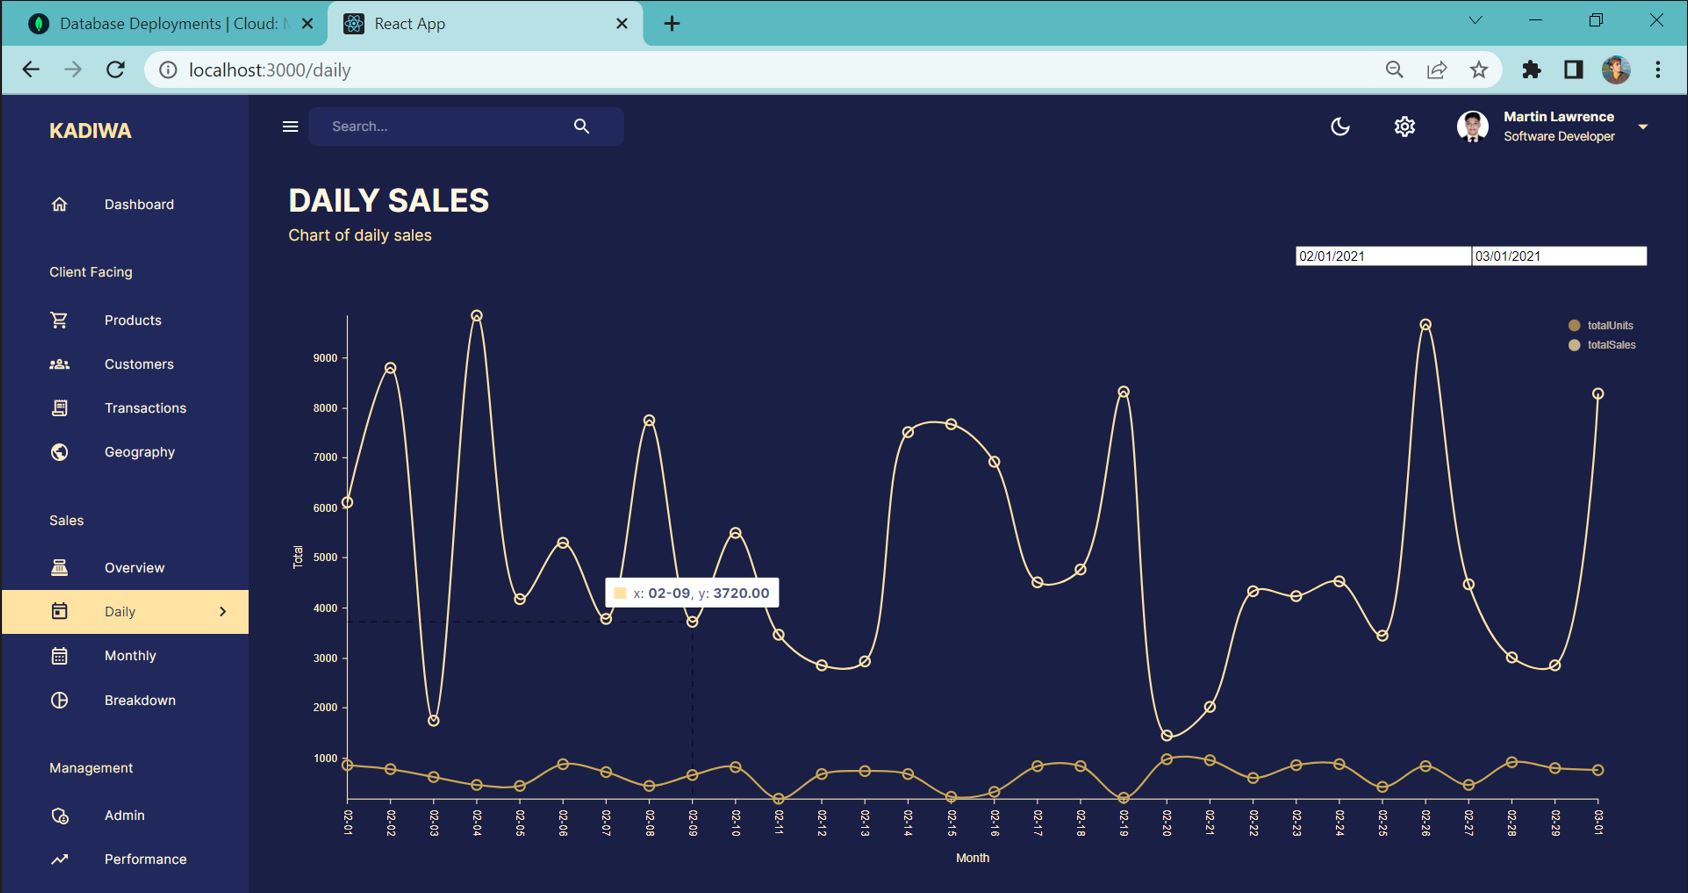 Database Deployments | Cloud:
React App
localhost:3000/daily
KADIWA
Search...
Martin Lawrence
Software Developer
Dashboard
Client Facing
Products
Customers
Transactions
Geography
Sales
Overview
Daily
Monthly
Breakdown
Management
Admin
Performance
DAILY SALES
Chart of daily sales
02/01/2021
03/01/2021
totalUnits
totalSales
9000
8000
7000
6000
5000
4000
3000
2000
1000
Total
x: 02-09, y: 3720.00
02-01
02-02
02-03
02-04
02-05
02-06
02-07
02-08
02-09
02-10
02-11
02-12
02-13
02-14
02-15
02-16
02-17
02-18
02-19
02-20
02-21
02-22
02-23
02-24
02-25
02-26
02-27
02-28
02-29
03-01
Month